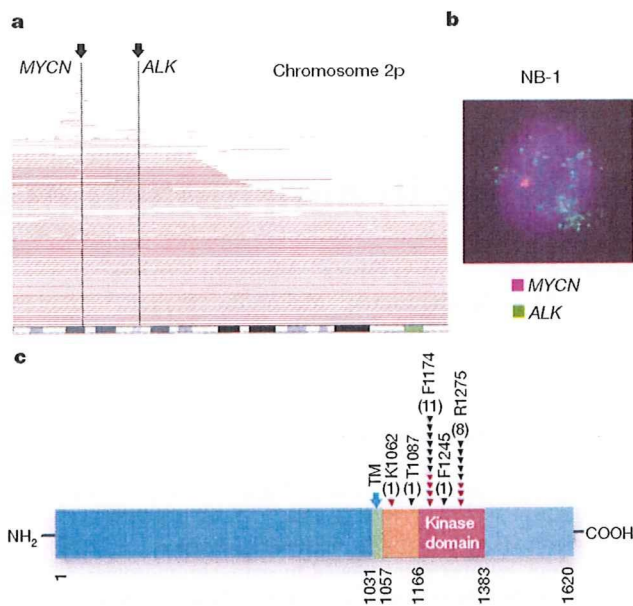 a
MYCN
ALK
Chromosome 2p
b
NB-1
MYCN
ALK
c
TM
(1) K1062
(1) T1087
(11) F1174
(1) F1245
(8) R1275
NH2
Kinase
domain
COOH
1
1031
1057
1166
1383
1620